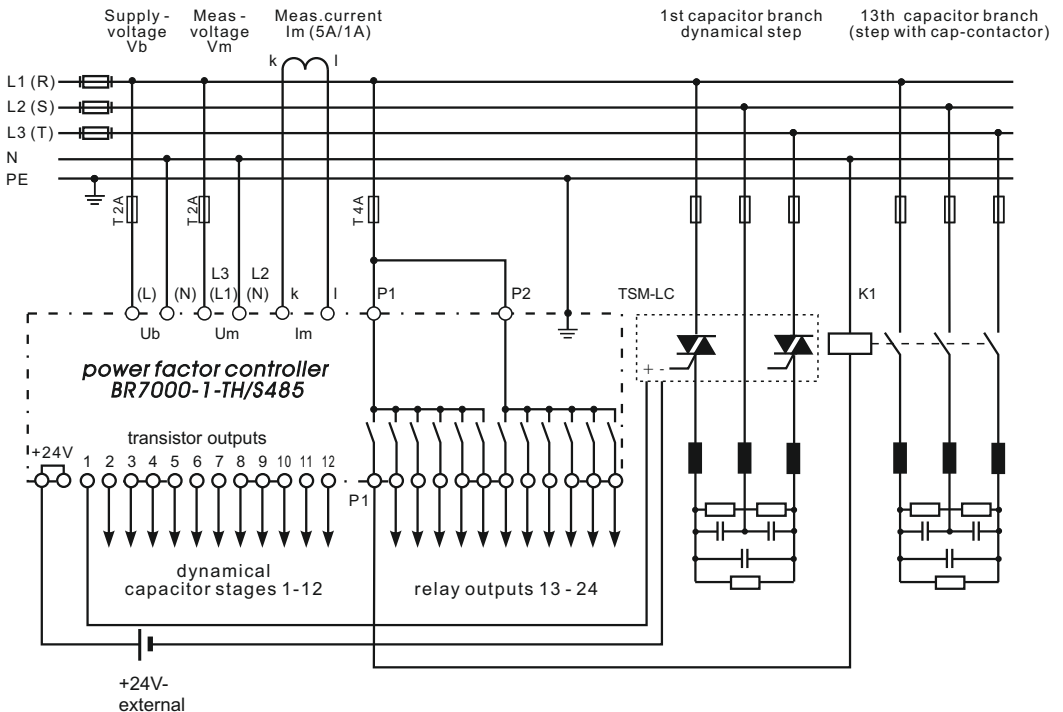 Supply-
voltage
Vb
Meas-
voltage
Vm
Meas.current
Im (5A/1A)
1st capacitor branch
dynamical step
13th capacitor branch
(step with cap-contactor)
k
l
L1 (R)
L2 (S)
L3 (T)
N
PE
T 2A
T 2A
T 4A
(L)
(N)
L3
(L1)
L2
(N)
k
l
P1
P2
TSM-LC
K1
Ub
Um
Im
power factor controller
BR7000-1-TH/S485
+ -
transistor outputs
+24V
1 2 3 4 5 6 7 8 9 10 11 12
P1
dynamical
capacitor stages 1-12
relay outputs 13 - 24
+24V-
external